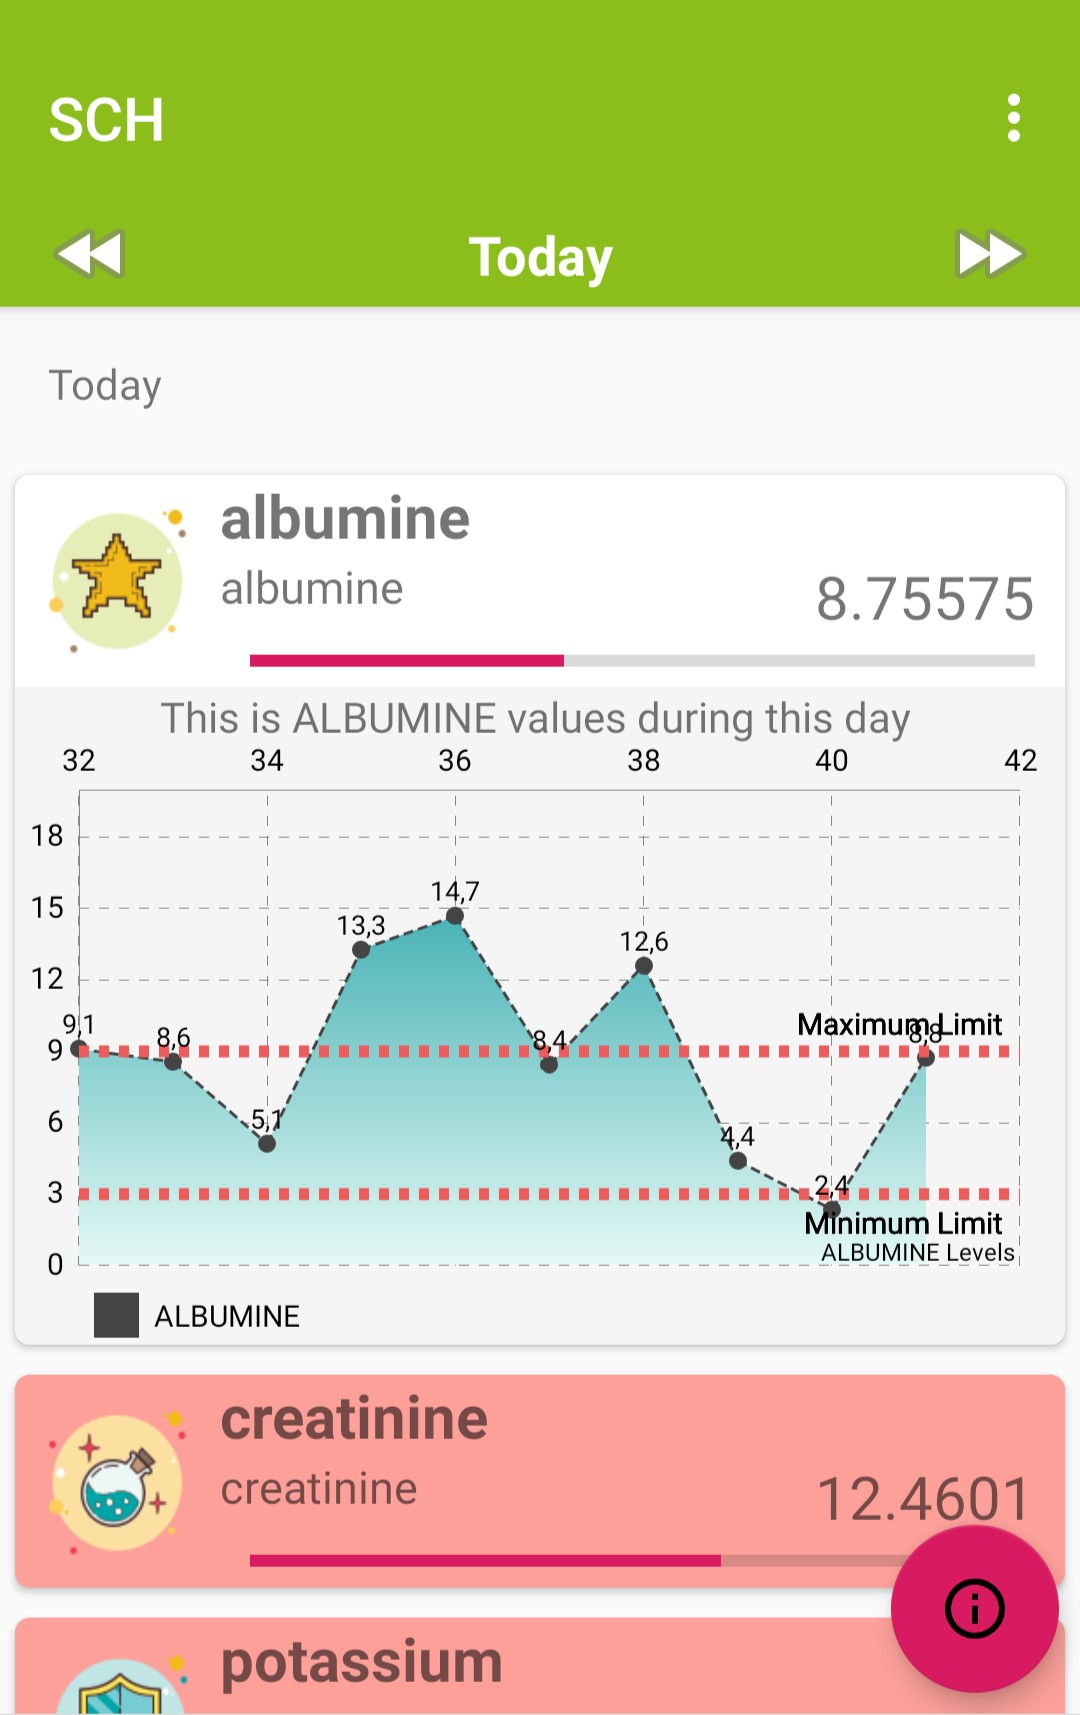 SCH
Today
Today
albumine
albumine
8.75575
This is ALBUMINE values during this day
32 34 36 38 40 42
18
15
12
9
6
3
0
9,1
8,6
5,1
13,3
14,7
8,4
12,6
4,4
2,4
8,8
Maximum Limit
Minimum Limit
ALBUMINE Levels
ALBUMINE
creatinine
creatinine
12.4601
potassium